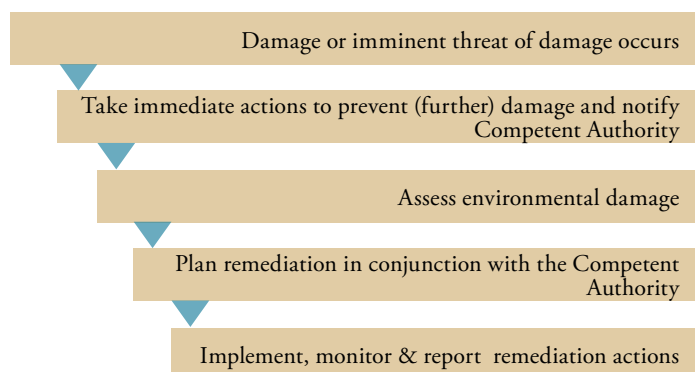 Damage or imminent threat of damage occurs
Take immediate actions to prevent (further) damage and notify
Competent Authority
Assess environmental damage
Plan remediation in conjunction with the Competent
Authority
Implement, monitor & report  remediation actions